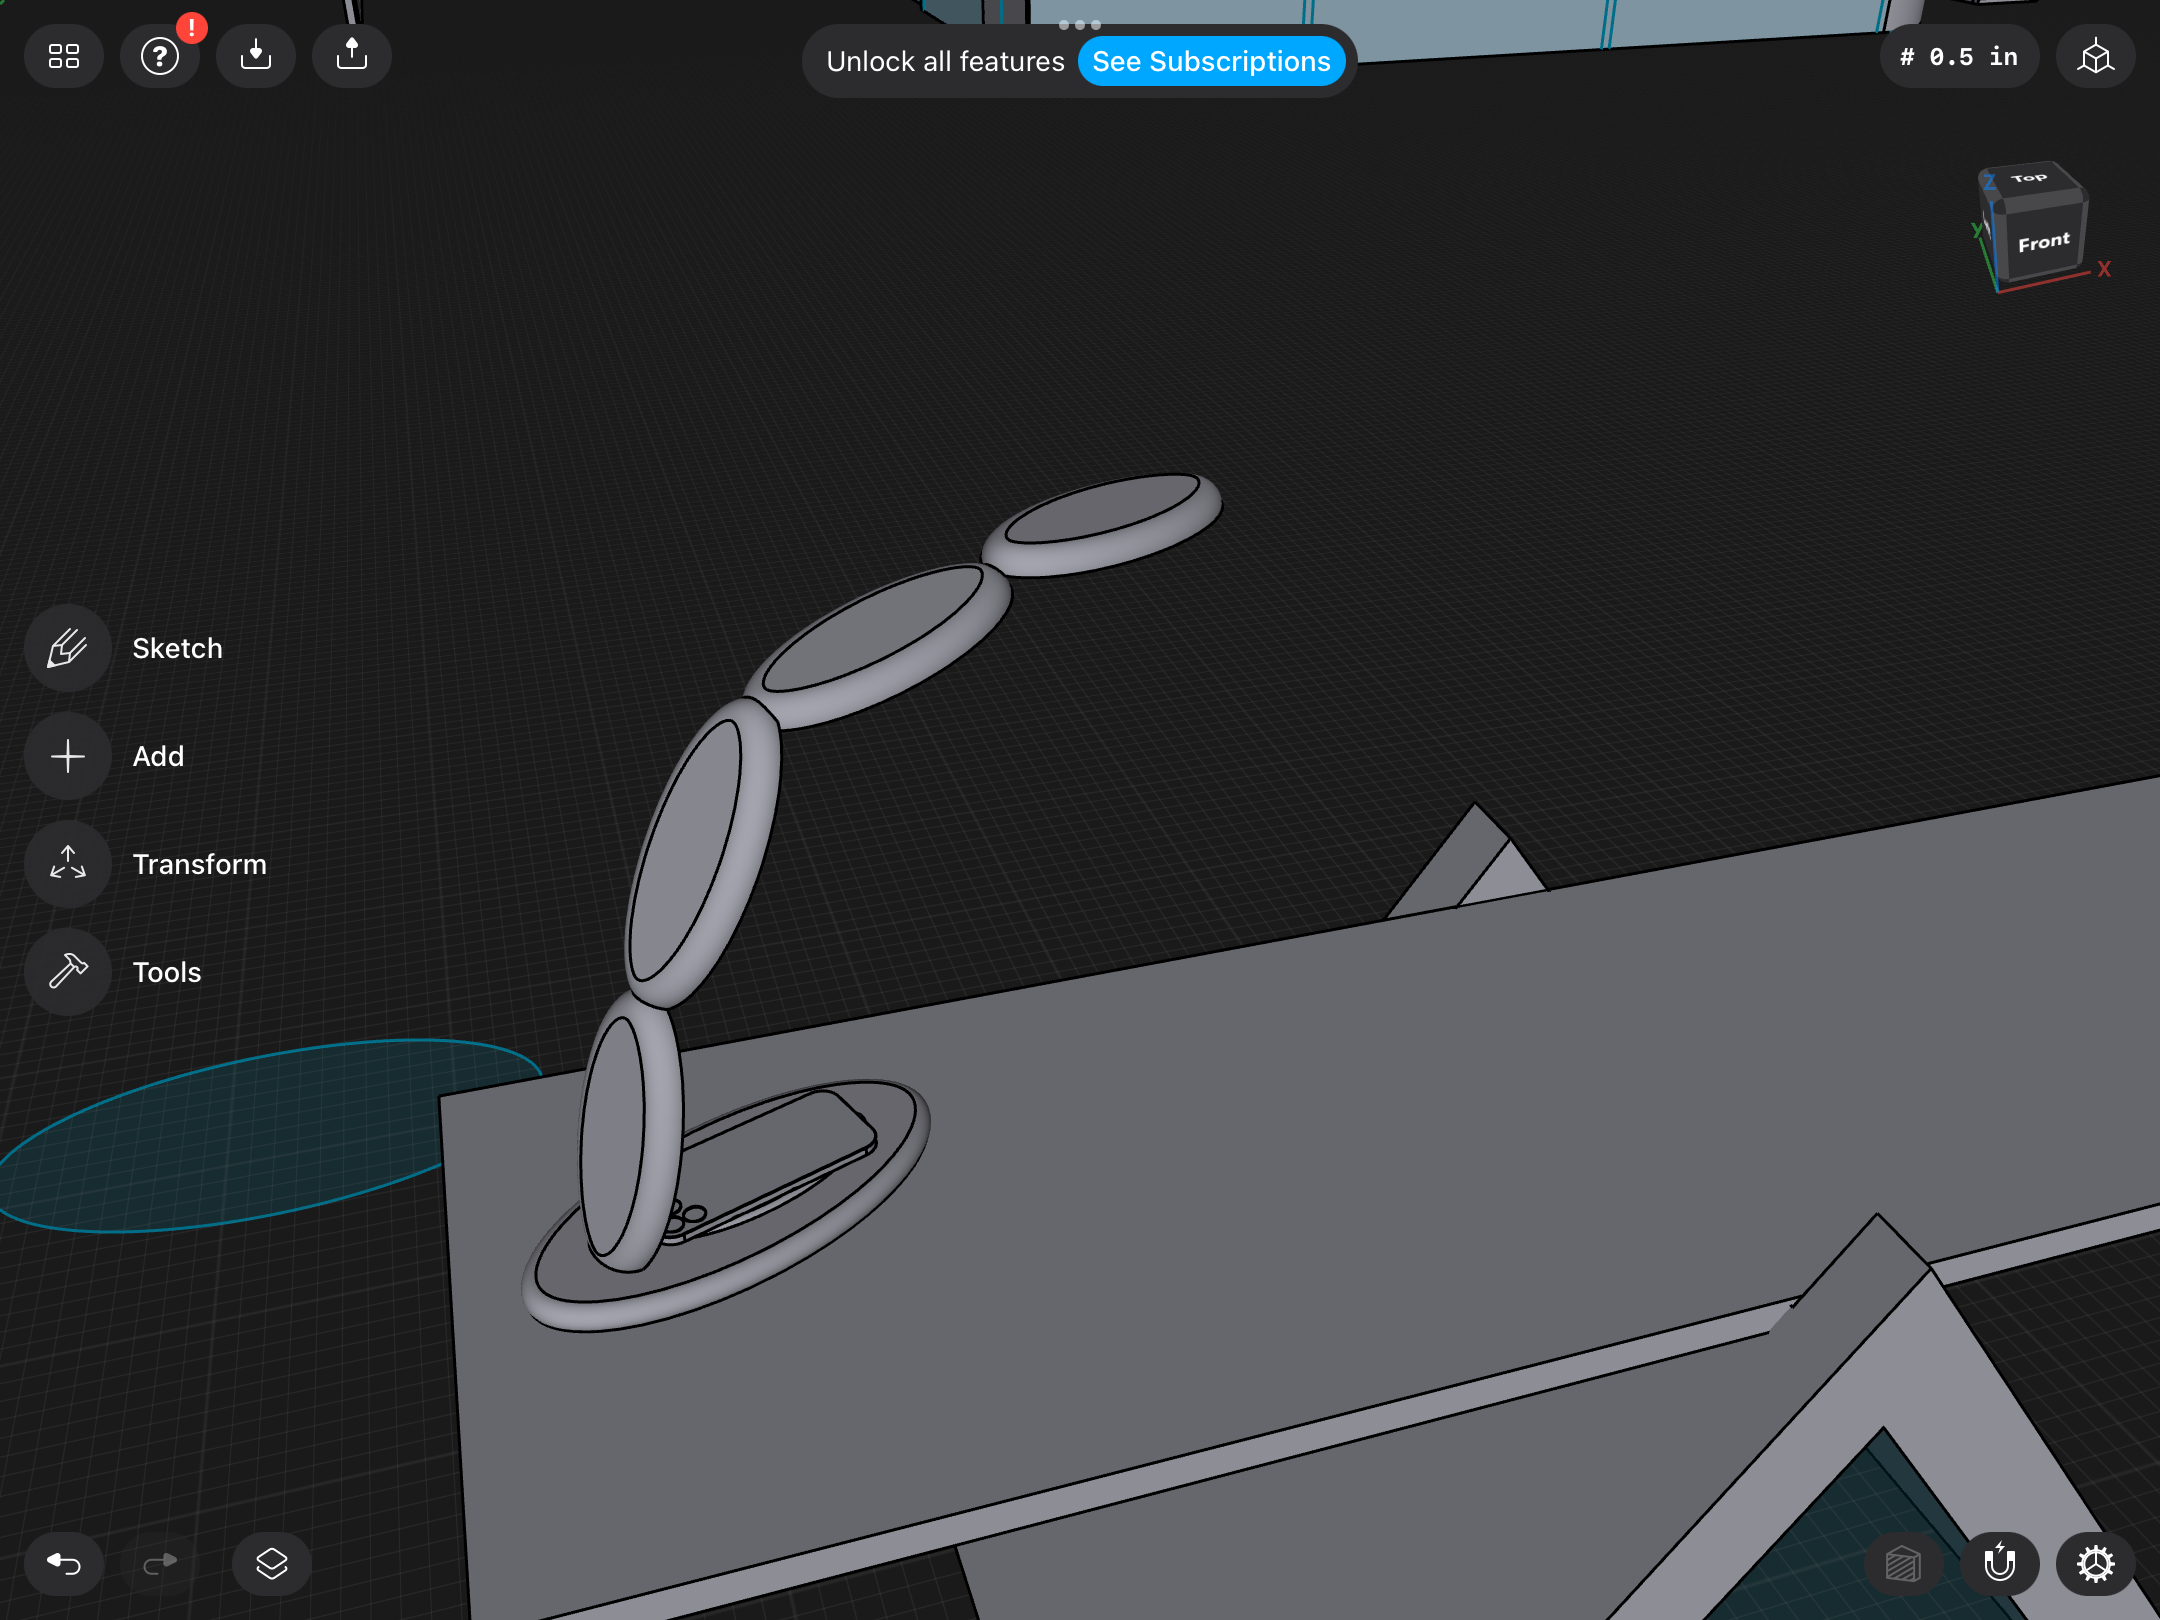 ?
!
Unlock all features
See Subscriptions
# 0.5 in
Top
Front
Z
Y
X
Sketch
Add
Transform
Tools